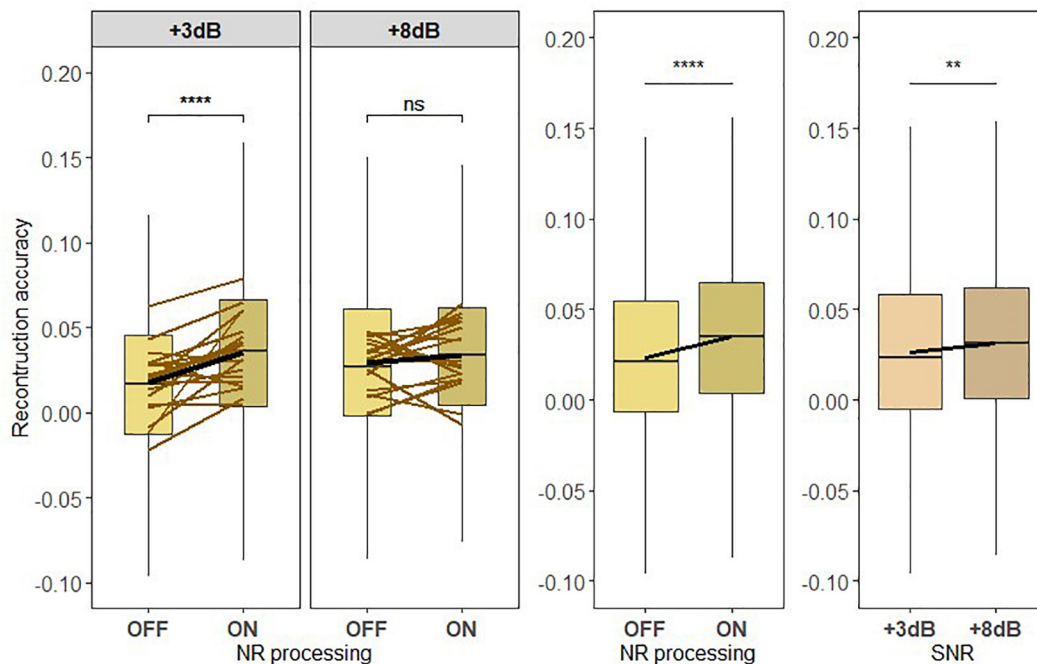 +3dB
+8dB
****
ns
****
**
Recontruction accuracy
0.20
0.15
0.10
0.05
0.00
-0.05
-0.10
OFF
ON
OFF
ON
NR processing
0.20
0.15
0.10
0.05
0.00
-0.05
-0.10
OFF
ON
NR processing
0.20
0.15
0.10
0.05
0.00
-0.05
-0.10
+3dB
+8dB
SNR